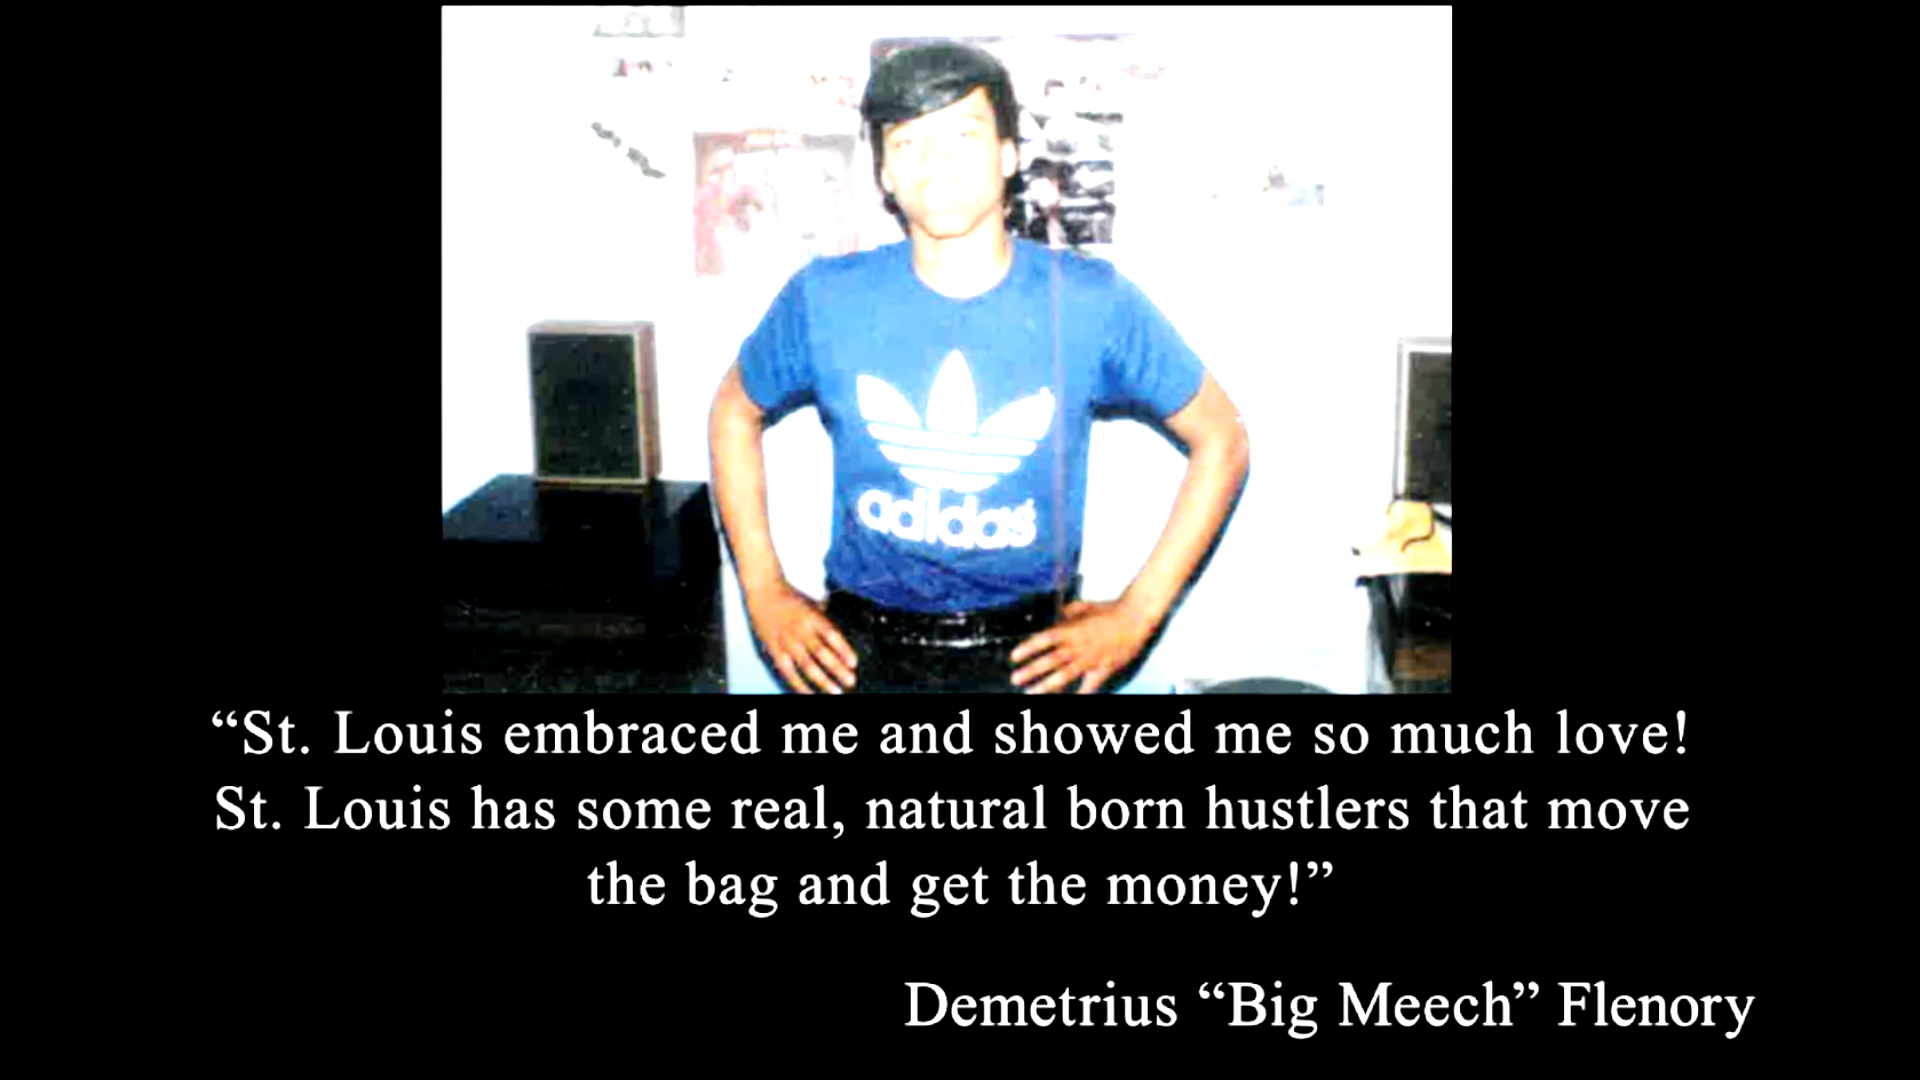 adidas
“St. Louis embraced me and showed me so much love!
St. Louis has some real, natural born hustlers that move
the bag and get the money!”
Demetrius “Big Meech” Flenory